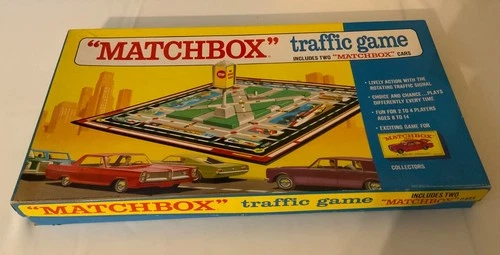 "MATCHBOX" traffic game
INCLUDES TWO "MATCHBOX" CARS
• LIVELY ACTION WITH THE
ROTATING TRAFFIC SIGNAL
• CHOICE AND CHANCE...PLAYS
DIFFERENTLY EVERY TIME
• FUN FOR 2 TO 4 PLAYERS
AGES 8 TO 14
• EXCITING GAME FOR
MATCHBOX
COLLECTORS
"MATCHBOX" traffic game
INCLUDES TWO
"MATCHBOX" CARS